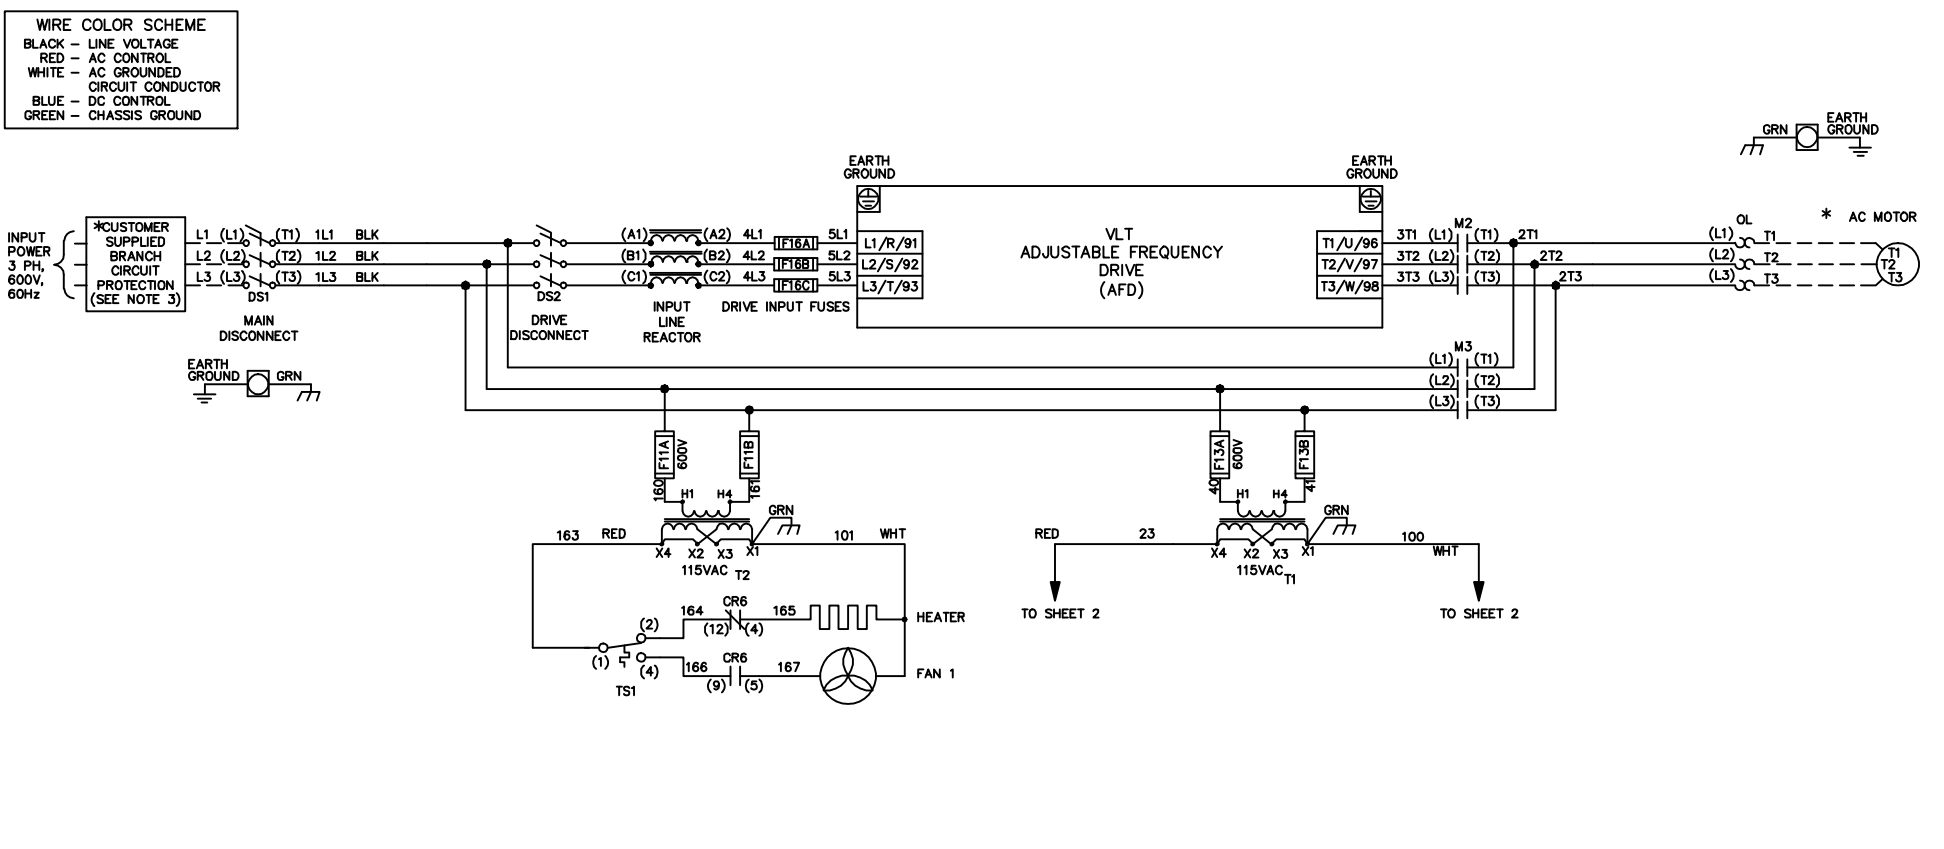 WIRE COLOR SCHEME
BLACK – LINE VOLTAGE
RED – AC CONTROL
WHITE – AC GROUNDED
CIRCUIT CONDUCTOR
BLUE – DC CONTROL
GREEN – CHASSIS GROUND
GRN
EARTH
GROUND
EARTH
GROUND
EARTH
GROUND
* AC MOTOR
INPUT
POWER
3 PH,
600V,
60Hz
*CUSTOMER
SUPPLIED
BRANCH
CIRCUIT
PROTECTION
(SEE NOTE 3)
L1 (L1) (T1) 1L1 BLK
L2 (L2) (T2) 1L2 BLK
L3 (L3) (T3) 1L3 BLK
DS1
MAIN
DISCONNECT
DS2
DRIVE
DISCONNECT
(A1) (A2) 4L1 F16A 5L1 L1/R/91
(B1) (B2) 4L2 F16B 5L2 L2/S/92
(C1) (C2) 4L3 F16C 5L3 L3/T/93
INPUT
LINE
REACTOR
DRIVE INPUT FUSES
VLT
ADJUSTABLE FREQUENCY
DRIVE
(AFD)
M2
T1/U/96 3T1 (L1) (T1) 2T1
T2/V/97 3T2 (L2) (T2) 2T2
T3/W/98 3T3 (L3) (T3) 2T3
OL
(L1) T1
(L2) T2
(L3) T3
T1
T2
T3
EARTH
GROUND
GRN
M3
(L1) (T1)
(L2) (T2)
(L3) (T3)
F11A
600V
F11B
160
161
H1 H4
GRN
163 RED
101 WHT
X4 X2 X3 X1
115VAC T2
F13A
600V
F13B
40
41
H1 H4
GRN
RED 23
100
WHT
X4 X2 X3 X1
115VAC T1
TO SHEET 2
TO SHEET 2
CR6
164 165
(12) (4)
HEATER
(2)
(1)
(4)
TS1
CR6
166 167
(9) (5)
FAN 1